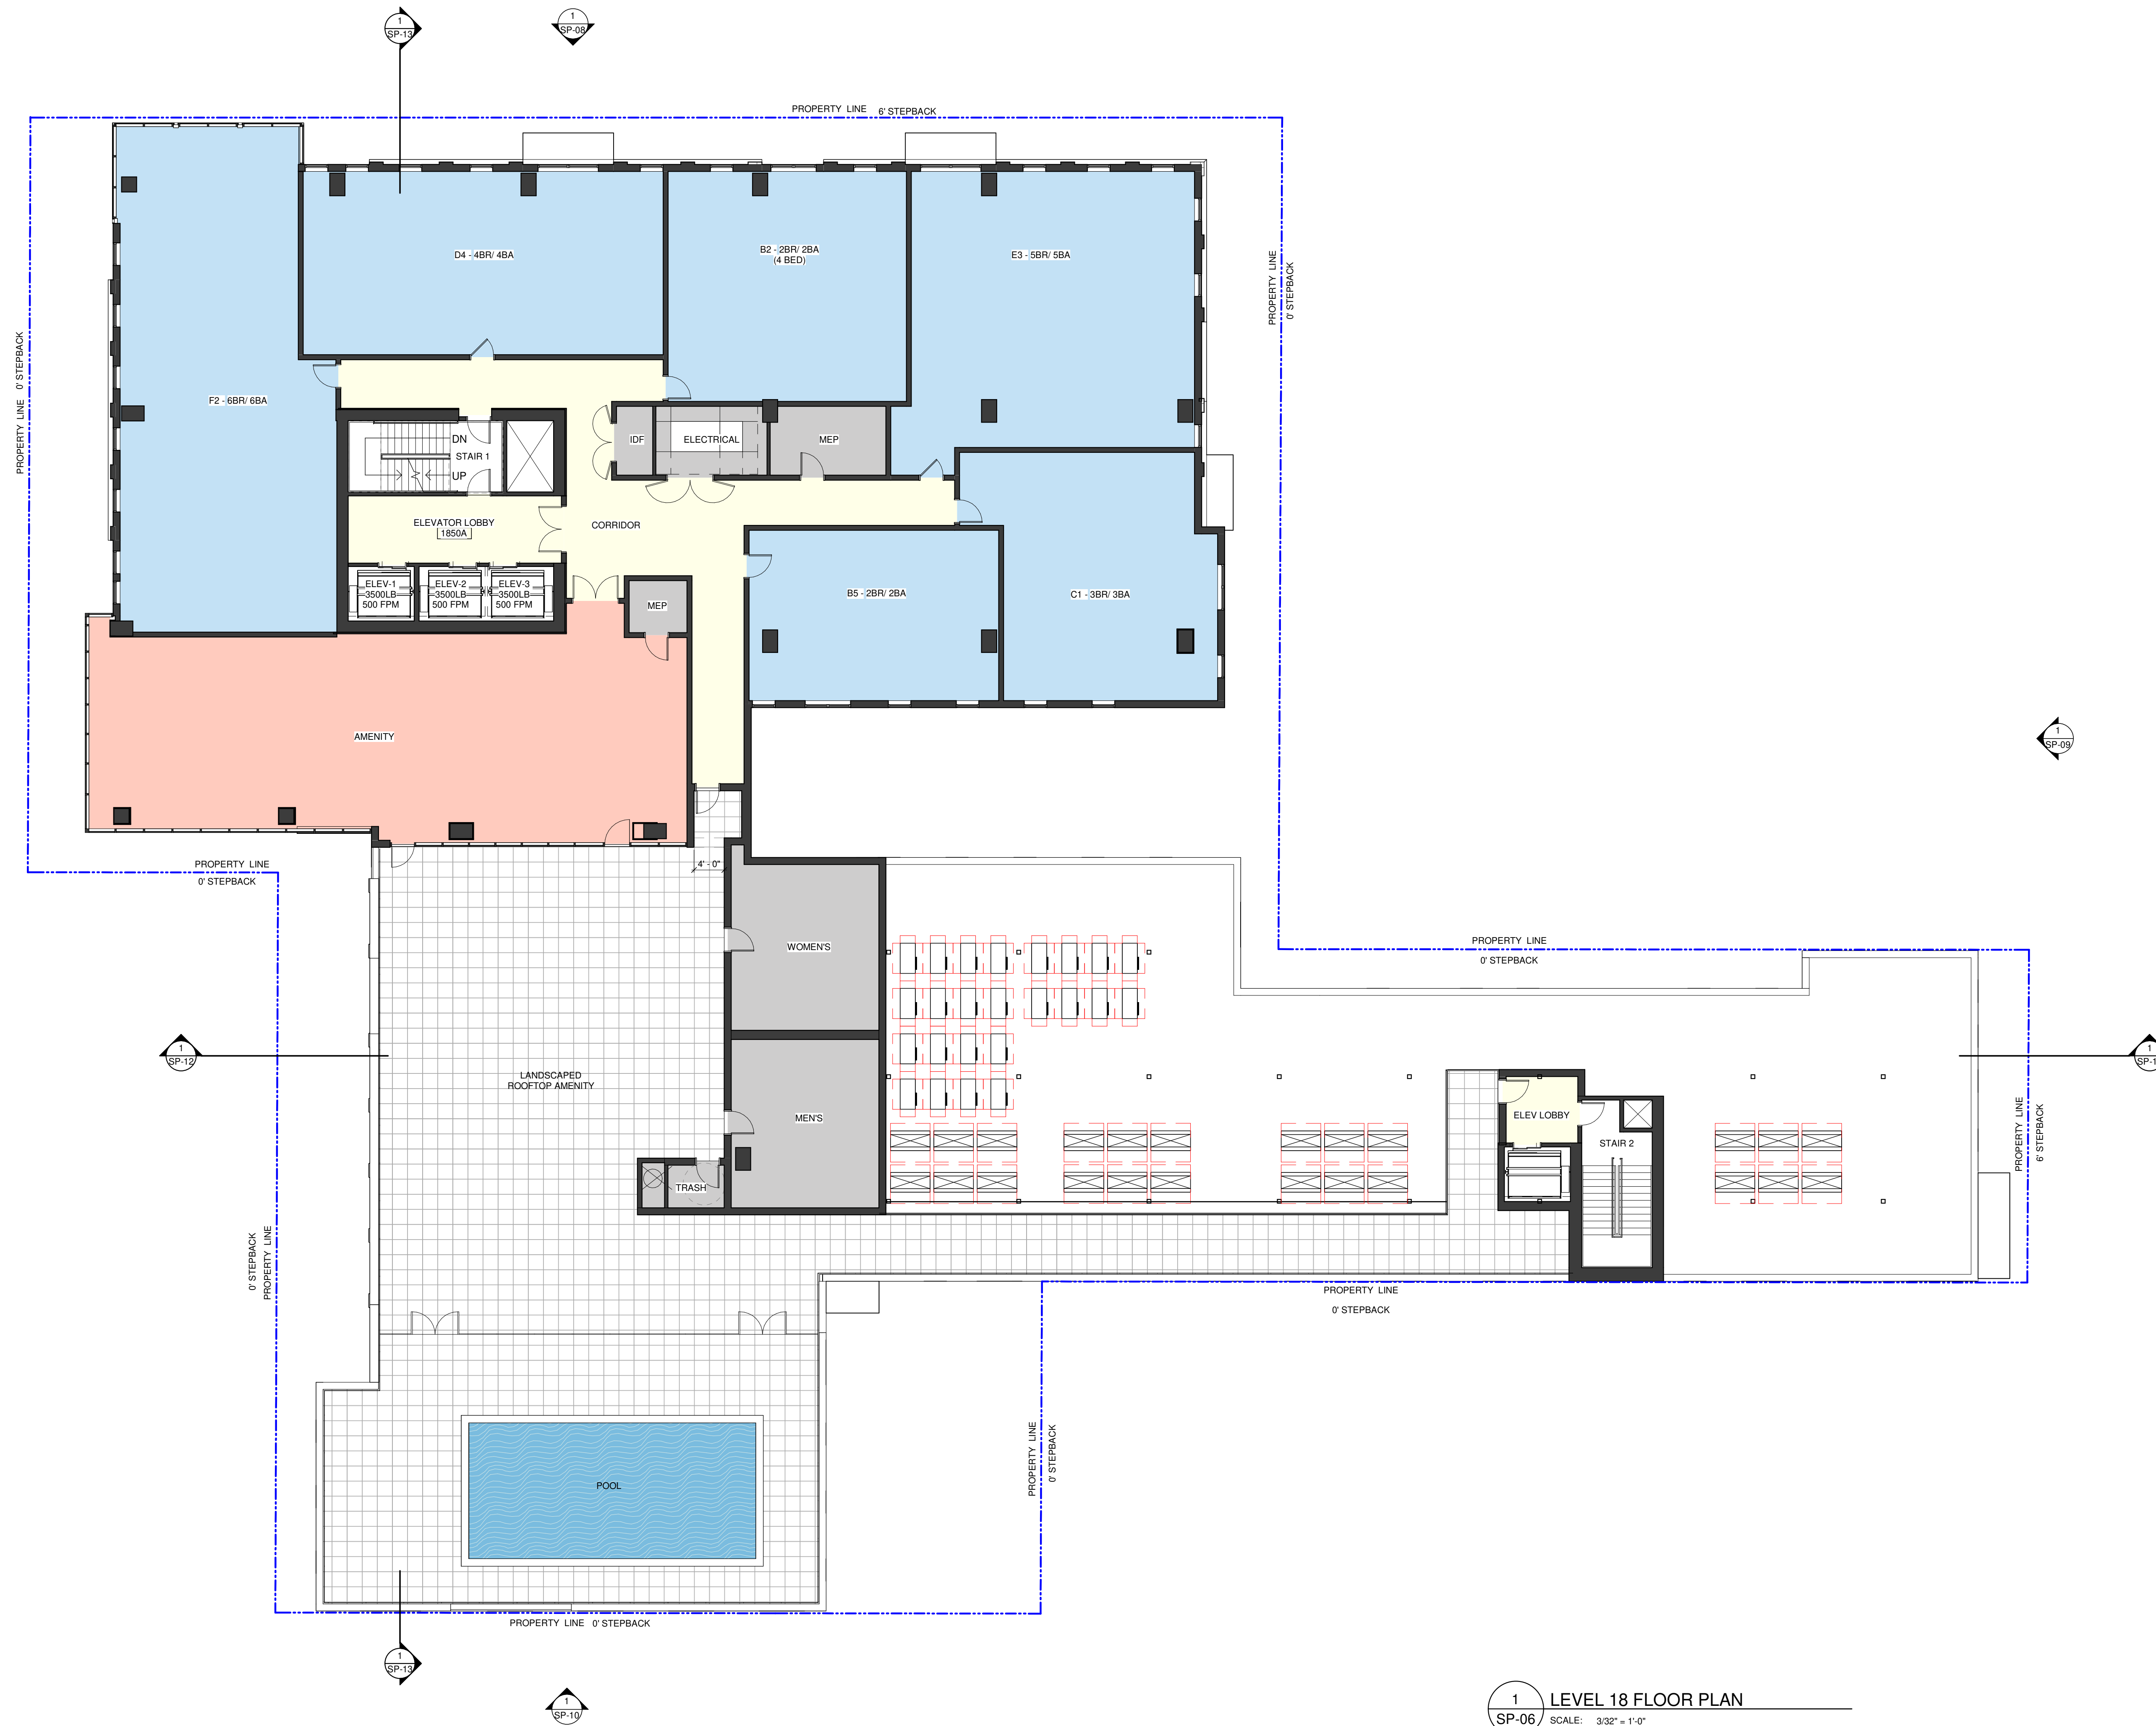 1
SP-13
1
SP-08
PROPERTY LINE 6' STEPBACK
PROPERTY LINE 0' STEPBACK
D4 - 4BR/ 4BA
B2 - 2BR/ 2BA
(4 BED)
E3 - 5BR/ 5BA
PROPERTY LINE
0' STEPBACK
F2 - 6BR/ 6BA
DN
STAIR 1
UP
IDF
ELECTRICAL
MEP
ELEVATOR LOBBY
1850A
CORRIDOR
ELEV-1
3500LB
500 FPM
ELEV-2
3500LB
500 FPM
ELEV-3
3500LB
500 FPM
MEP
B5 - 2BR/ 2BA
C1 - 3BR/ 3BA
AMENITY
1
SP-09
PROPERTY LINE
0' STEPBACK
4' - 0"
WOMEN'S
PROPERTY LINE
0' STEPBACK
1
SP-12
LANDSCAPED
ROOFTOP AMENITY
MEN'S
TRASH
ELEV LOBBY
STAIR 2
1
PROPERTY LINE
6' STEPBACK
0' STEPBACK
PROPERTY LINE
PROPERTY LINE
0' STEPBACK
PROPERTY LINE
0' STEPBACK
POOL
PROPERTY LINE 0' STEPBACK
1
SP-13
1
SP-10
1
SP-06
LEVEL 18 FLOOR PLAN
SCALE: 3/32" = 1'-0"